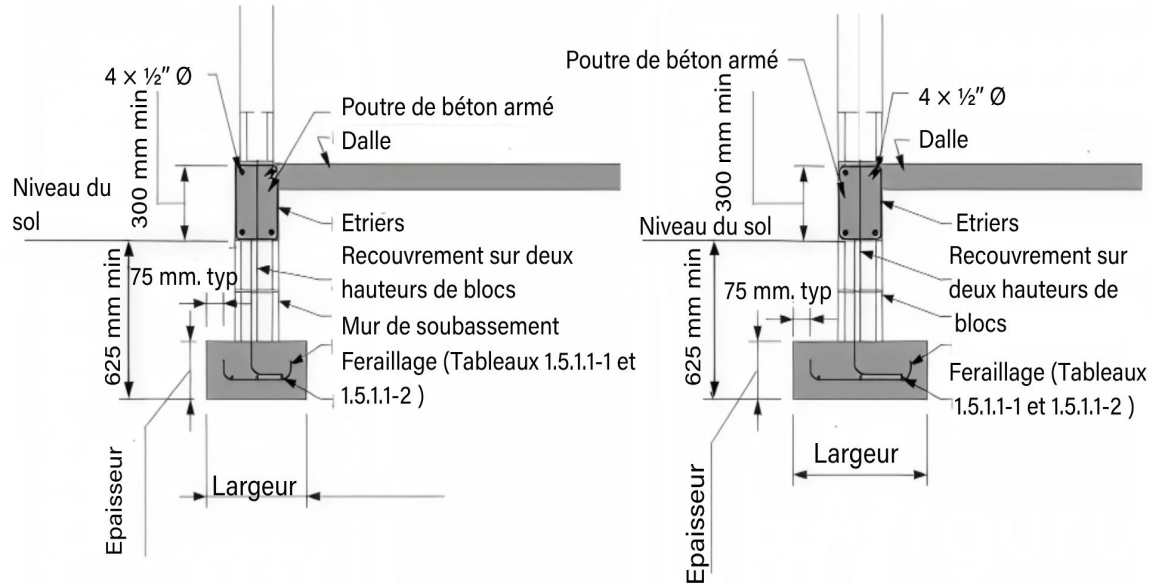 4 × ½" Ø
300 mm min
Poutre de béton armé
Dalle
Niveau du
sol
Etriers
Recouvrement sur deux
hauteurs de blocs
75 mm. typ
625 mm min
Mur de soubassement
Feraillage (Tableaux 1.5.1.1-1 et
1.5.1.1-2 )
Epaisseur
Largeur
Poutre de béton armé
4 × ½" Ø
300 mm min
Dalle
Niveau du sol
Etriers
Recouvrement sur
deux hauteurs de
blocs
75 mm. typ
625 mm min
Feraillage (Tableaux
1.5.1.1-1 et 1.5.1.1-2 )
Epaisseur
Largeur